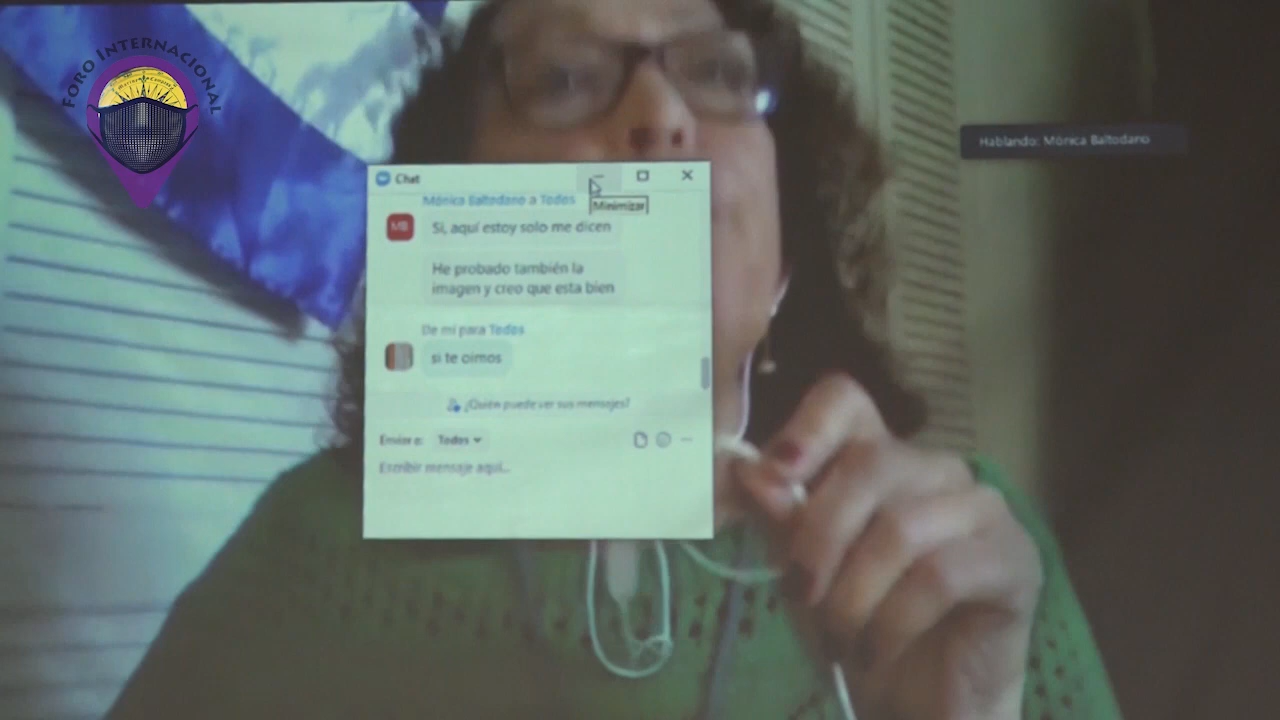 FORO INTERNACIONAL
Hablando: Mónica Baltodano
Chat
Mónica Baltodano a Todos
Minimizar
MB
Si, aquí estoy solo me dicen
He probado también la
imagen y creo que esta bien
De mí para Todos
si te oimos
¿Quién puede ver sus mensajes?
Enviar a: Todos
Escribir mensaje aquí...